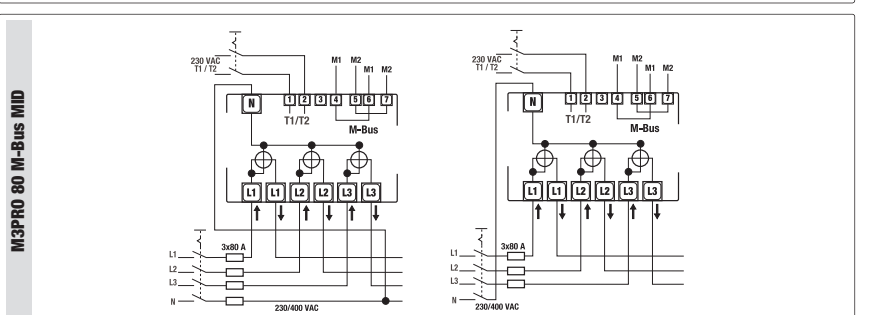 M3PRO 80 M-Bus MID
230 VAC
T1 / T2
M1 M2
M1 M2
N
1 2 3 4 5 6 7
T1/T2
M-Bus
L1 L1 L2 L2 L3 L3
3x80 A
L1
L2
L3
N
230/400 VAC
230 VAC
T1 / T2
M1 M2
M1 M2
N
1 2 3 4 5 6 7
T1/T2
M-Bus
L1 L1 L2 L2 L3 L3
3x80 A
L1
L2
L3
N
230/400 VAC